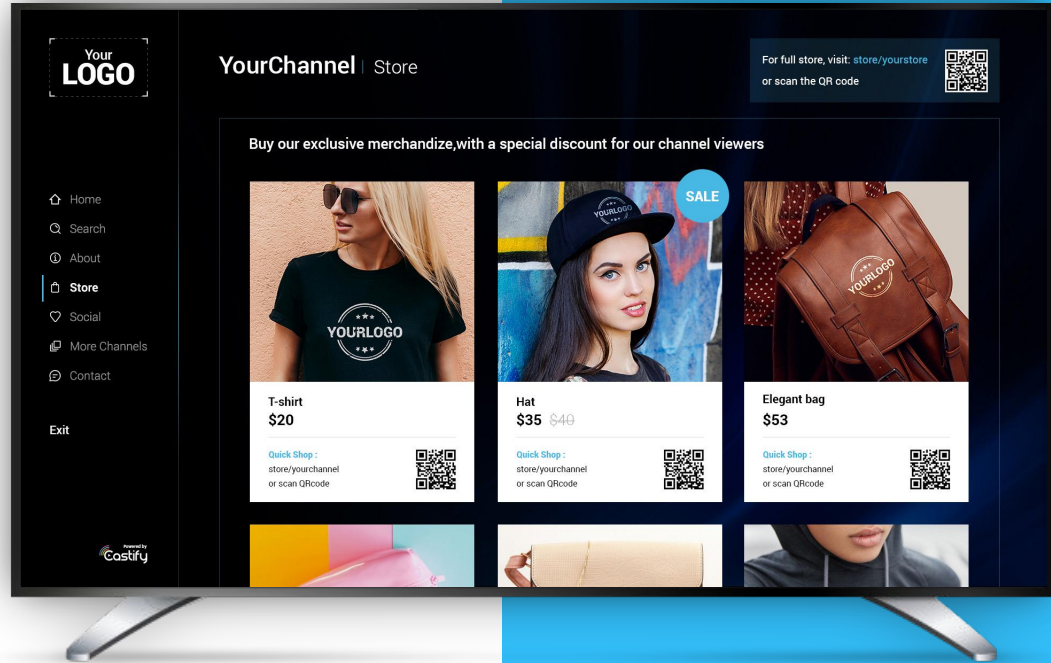 Your
LOGO
YourChannel | Store
For full store, visit: store/yourstore
or scan the QR code
Home
Search
About
Store
Social
More Channels
Contact
Exit
Powered by
Castify
Buy our exclusive merchandize,with a special discount for our channel viewers
YOURLOGO
T-shirt
$20
Quick Shop :
store/yourchannel
or scan QRcode
SALE
YOURLOGO
Hat
$35 $40
Quick Shop :
store/yourchannel
or scan QRcode
YOURLOGO
Elegant bag
$53
Quick Shop :
store/yourchannel
or scan QRcode